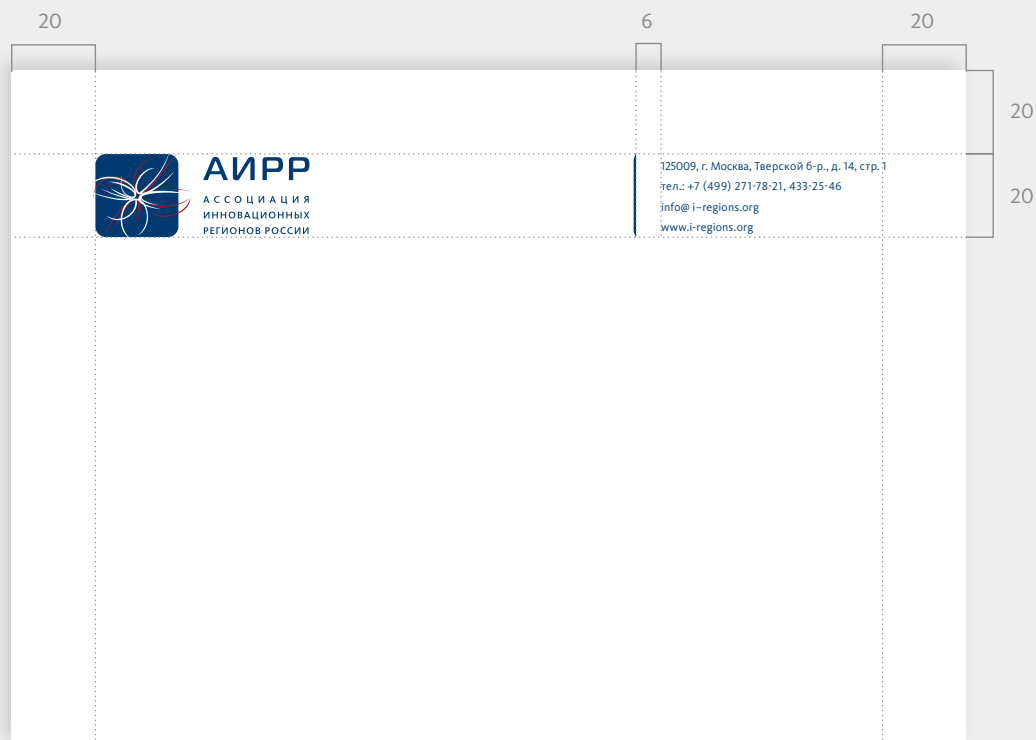 20
6
20
20
20
АИРР
АССОЦИАЦИЯ
ИННОВАЦИОННЫХ
РЕГИОНОВ РОССИИ
125009, г. Москва, Тверской б-р., д. 14, стр. 1
тел.: +7 (499) 271-78-21, 433-25-46
info@ i–regions.org
www.i-regions.org